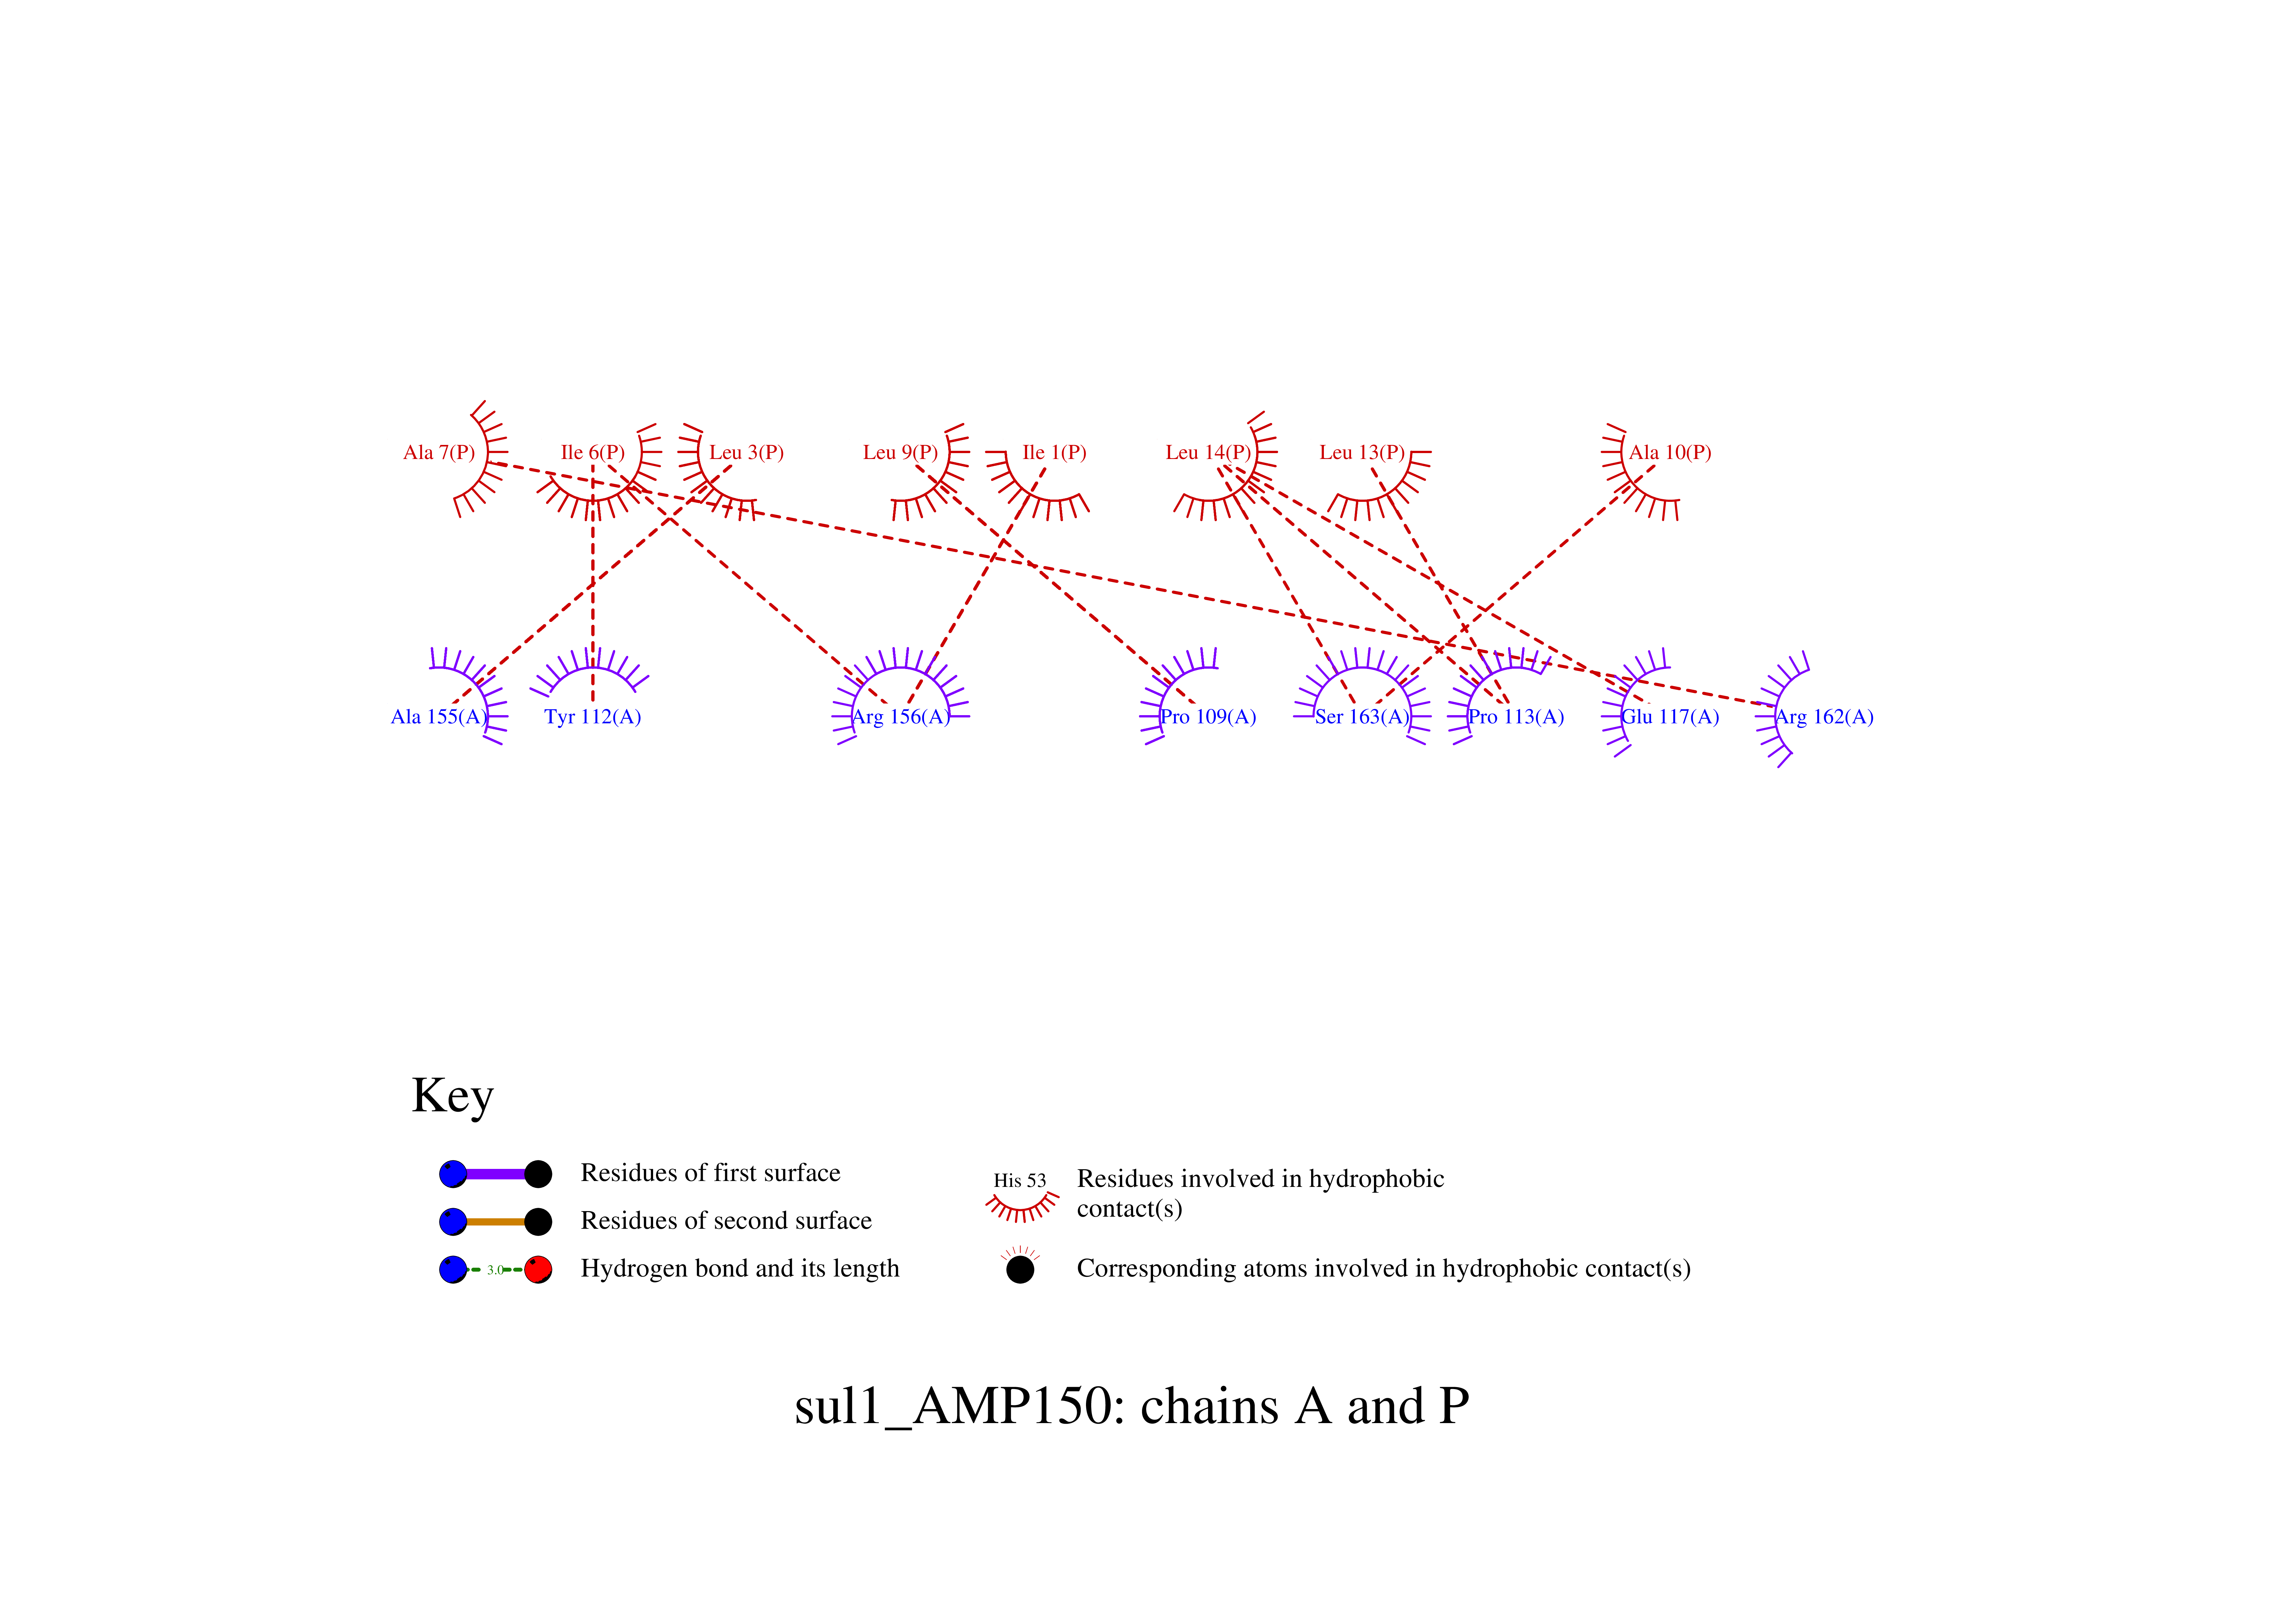 Ala 7(P) Ile 6(P) Leu 3(P) Leu 9(P) Ile 1(P) Leu 14(P) Leu 13(P) Ala 10(P)
Ala 155(A) Tyr 112(A) Arg 156(A) Pro 109(A) Ser 163(A) Pro 113(A) Glu 117(A) Arg 162(A)
Key
Residues of first surface
Residues of second surface
3.0 Hydrogen bond and its length
His 53 Residues involved in hydrophobic
contact(s)
Corresponding atoms involved in hydrophobic contact(s)
sul1_AMP150: chains A and P